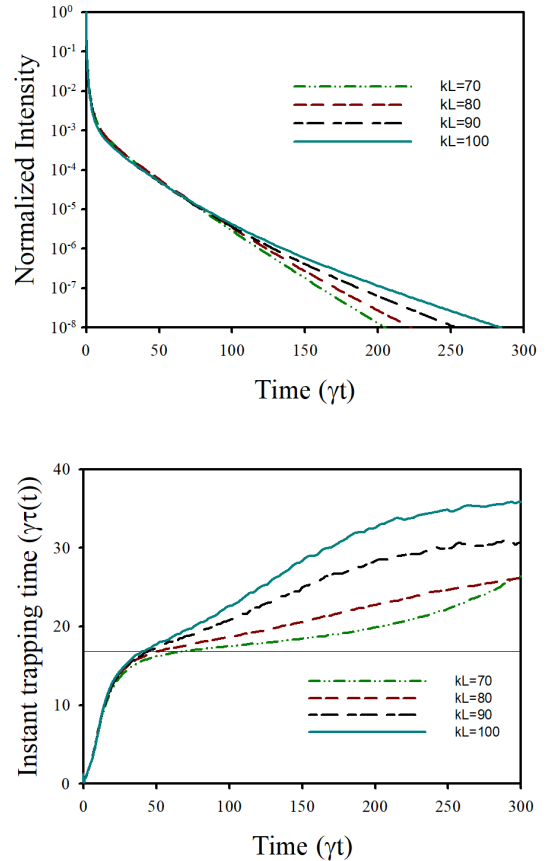 Normalized Intensity
10⁰
10⁻¹
10⁻²
10⁻³
10⁻⁴
10⁻⁵
10⁻⁶
10⁻⁷
10⁻⁸
kL=70
kL=80
kL=90
kL=100
0 50 100 150 200 250 300
Time (γt)
Instant trapping time (γτ(t))
40
30
20
10
0
kL=70
kL=80
kL=90
kL=100
0 50 100 150 200 250 300
Time (γt)